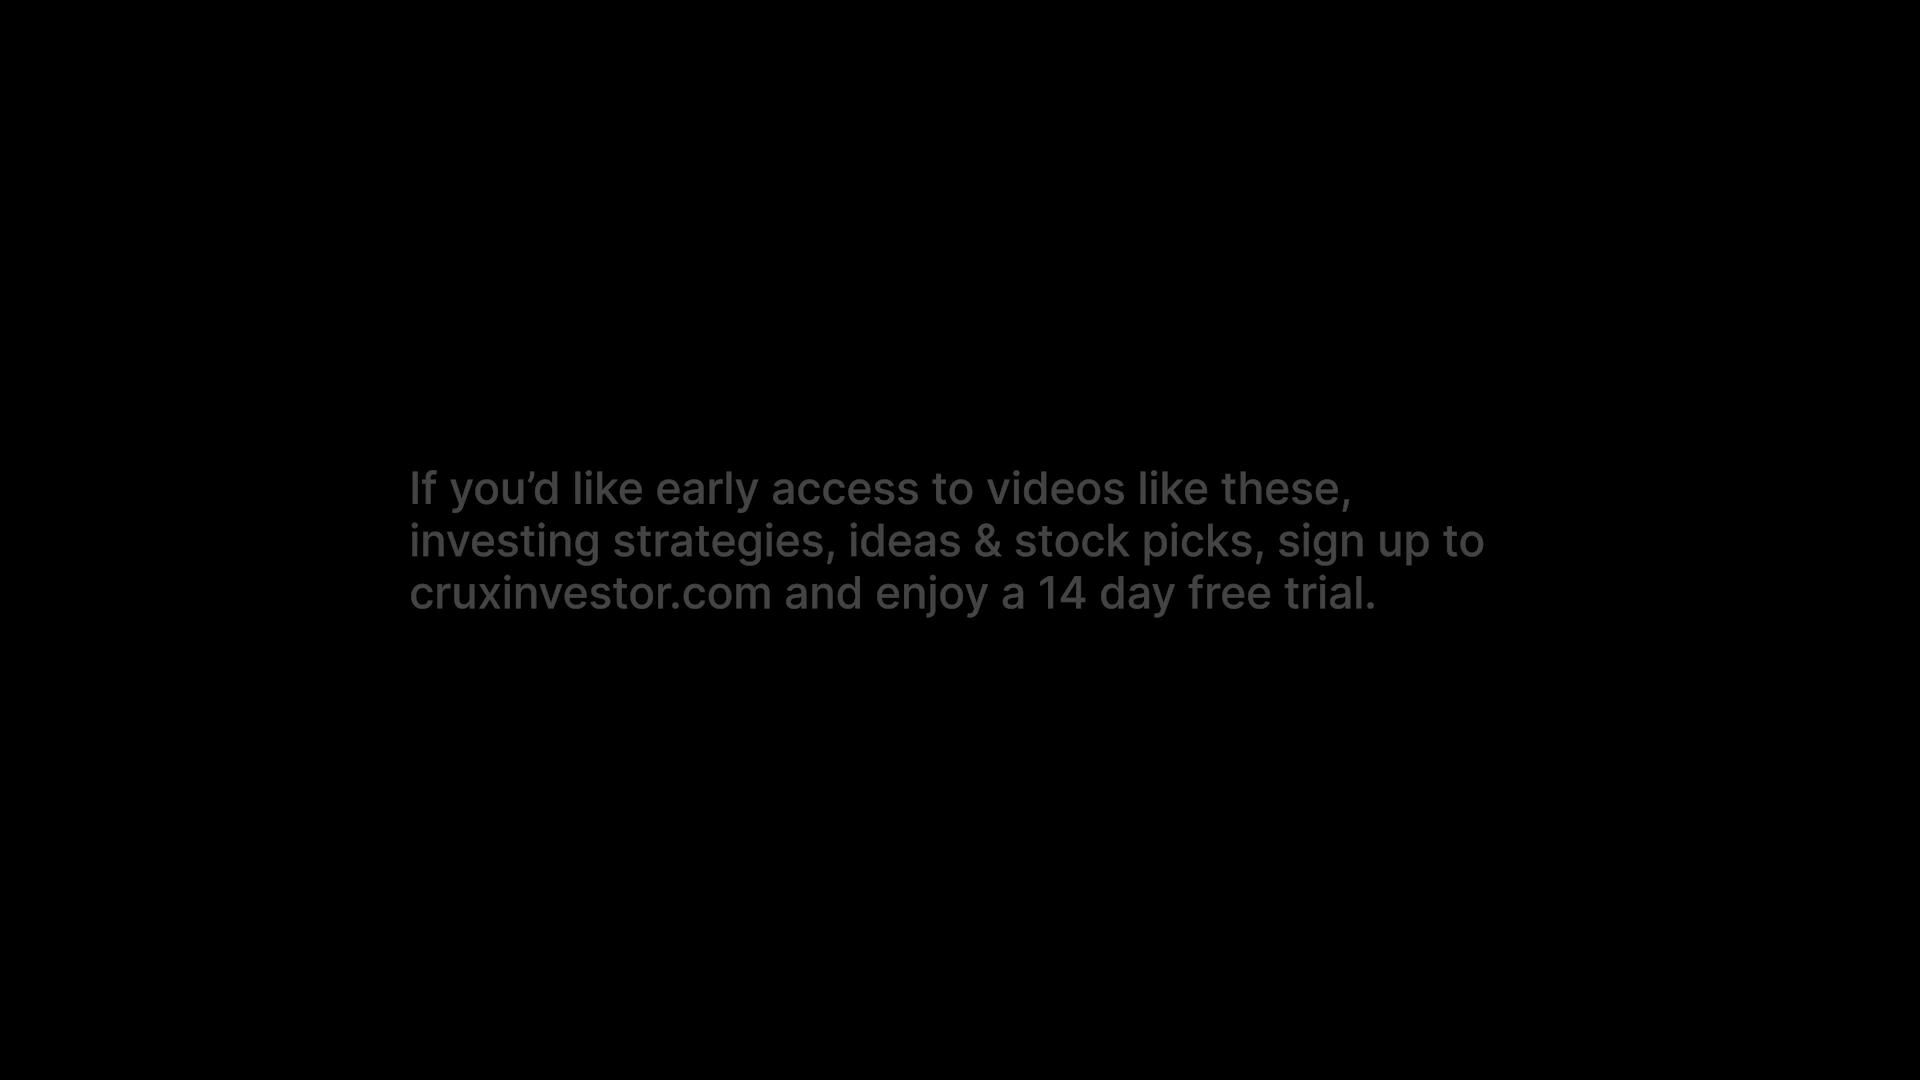 If you’d like early access to videos like these,
investing strategies, ideas & stock picks, sign up to
cruxinvestor.com and enjoy a 14 day free trial.